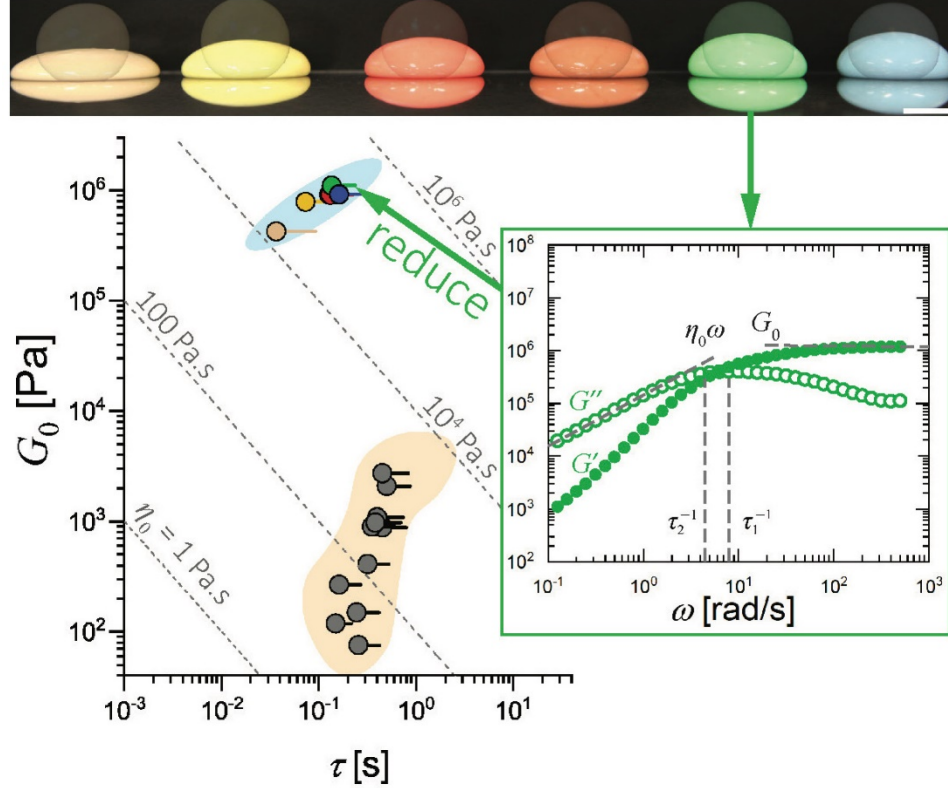 10⁶ Pa.s
100 Pa.s
10⁴ Pa.s
η₀ = 1 Pa.s
reduce
G₀ [Pa]
10⁶
10⁵
10⁴
10³
10²
10⁻³
10⁻²
10⁻¹
10⁰
10¹
τ [s]
10⁸
10⁷
10⁶
10⁵
10⁴
10³
10²
η₀ω
G₀
G″
G′
τ₂⁻¹
τ₁⁻¹
10⁻¹
10⁰
10¹
10²
10³
ω [rad/s]